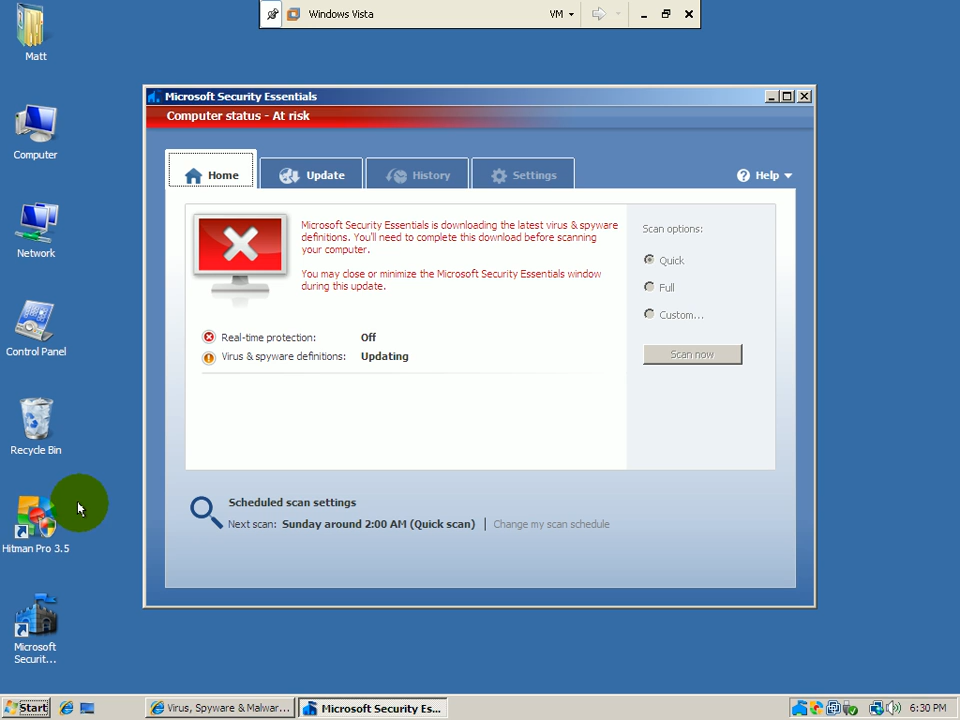 Windows Vista
VM
Matt
Computer
Network
Control Panel
Recycle Bin
Hitman Pro 3.5
Microsoft
Securit...
Microsoft Security Essentials
Computer status - At risk
Home
Update
History
Settings
Help
Microsoft Security Essentials is downloading the latest virus & spyware
definitions. You'll need to complete this download before scanning
your computer.
You may close or minimize the Microsoft Security Essentials window
during this update.
Real-time protection: Off
Virus & spyware definitions: Updating
Scan options:
Quick
Full
Custom...
Scan now
Scheduled scan settings
Next scan: Sunday around 2:00 AM (Quick scan) | Change my scan schedule
Start
Virus, Spyware & Malwar...
Microsoft Security Es...
6:30 PM